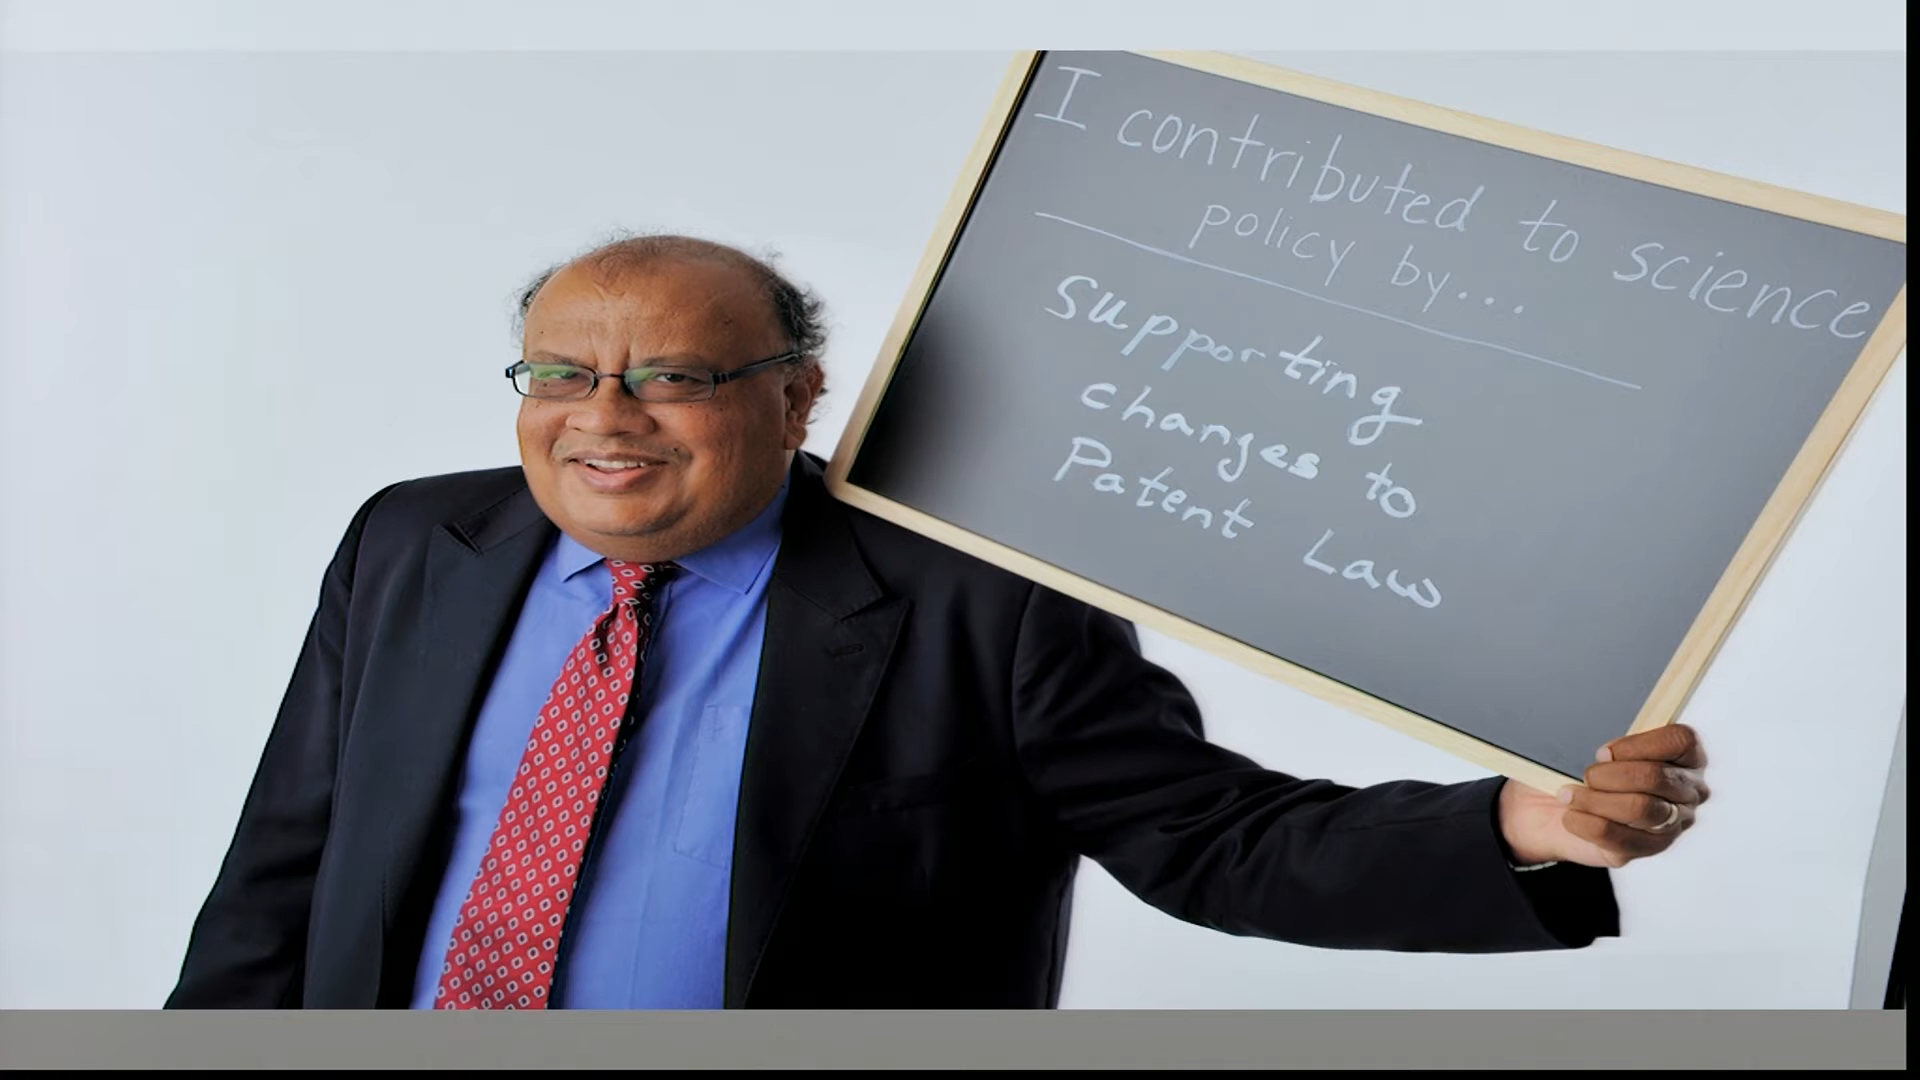 I contributed to science
policy by...
Supporting
changes to
Patent Law